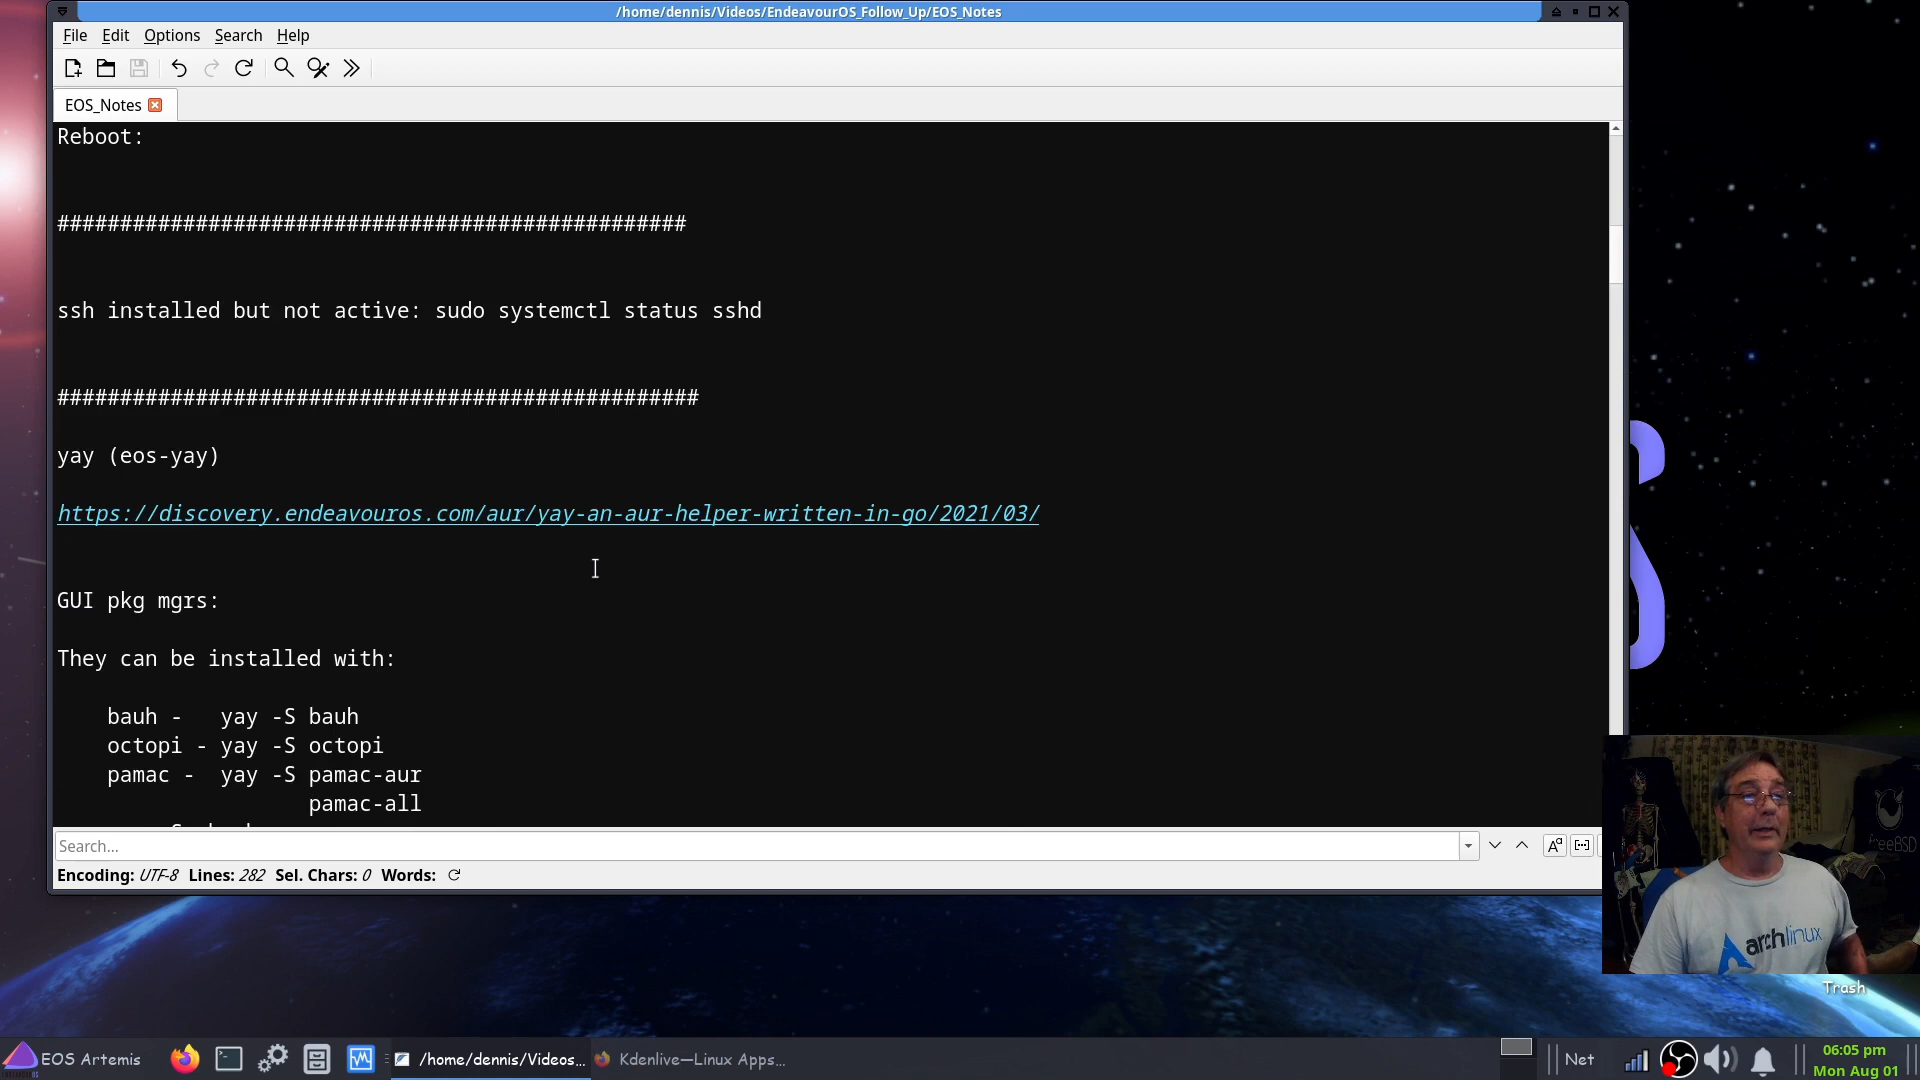 /home/dennis/Videos/EndeavourOS_Follow_Up/EOS_Notes
File Edit Options Search Help
EOS_Notes
Reboot:
##################################################
ssh installed but not active: sudo systemctl status sshd
###################################################
yay (eos-yay)
https://discovery.endeavouros.com/aur/yay-an-aur-helper-written-in-go/2021/03/
GUI pkg mgrs:
They can be installed with:
bauh - yay -S bauh
octopi - yay -S octopi
pamac - yay -S pamac-aur
pamac-all
Search...
Encoding: UTF-8 Lines: 282 Sel. Chars: 0 Words:
FreeBSD
archlinux
Trash
EOS Artemis
/home/dennis/Videos...
Kdenlive—Linux Apps...
Net
06:05 pm
Mon Aug 01